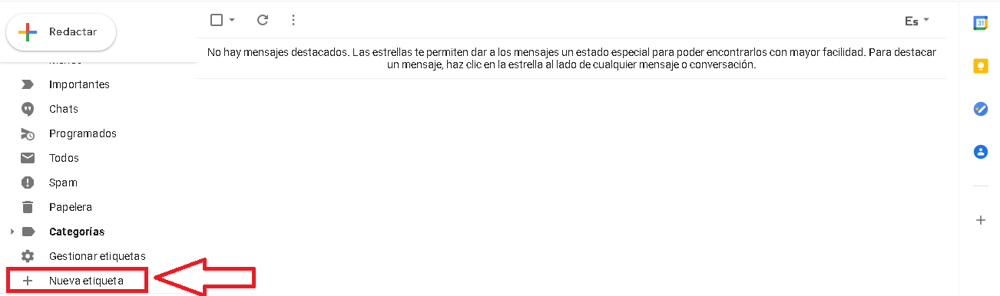 Redactar
Es
No hay mensajes destacados. Las estrellas te permiten dar a los mensajes un estado especial para poder encontrarlos con mayor facilidad. Para destacar
un mensaje, haz clic en la estrella al lado de cualquier mensaje o conversación.
Importantes
Chats
Programados
Todos
Spam
Papelera
Categorías
Gestionar etiquetas
Nueva etiqueta
31